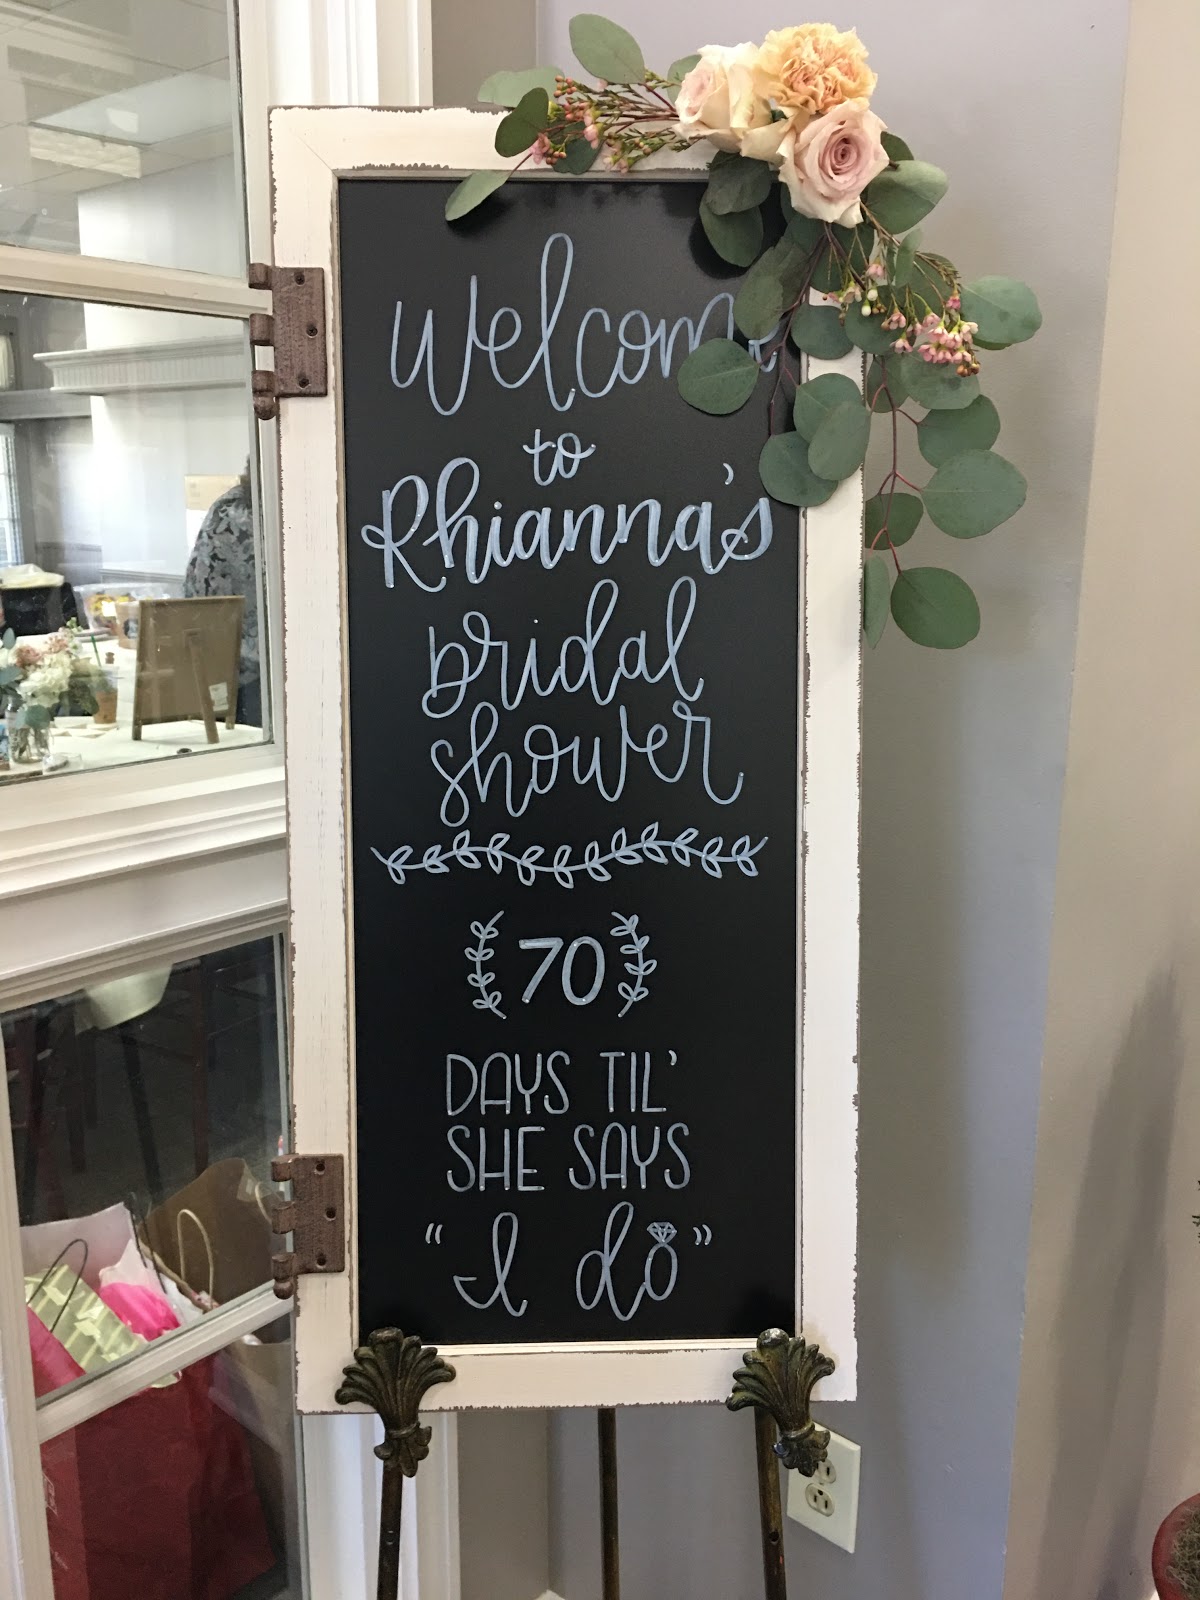 Welcome
to
Rhianna's
bridal
shower
70
DAYS TIL'
SHE SAYS
"I do"